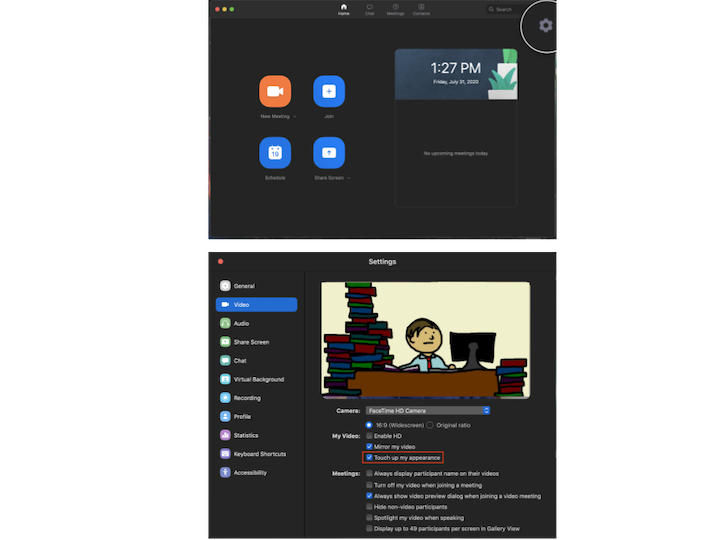 Home Chat Meetings Contacts Search
1:27 PM
Friday, July 31, 2020
New Meeting Join
No upcoming meetings today
19
Schedule Share Screen
Settings
General
Video
Audio
Share Screen
Chat
Virtual Background
Recording
Profile
Statistics
Keyboard Shortcuts
Accessibility
Camera: FaceTime HD Camera
16:9 (Widescreen) Original ratio
My Video: Enable HD
Mirror my video
Touch up my appearance
Meetings: Always display participant name on their videos
Turn off my video when joining a meeting
Always show video preview dialog when joining a video meeting
Hide non-video participants
Spotlight my video when speaking
Display up to 49 participants per screen in Gallery View